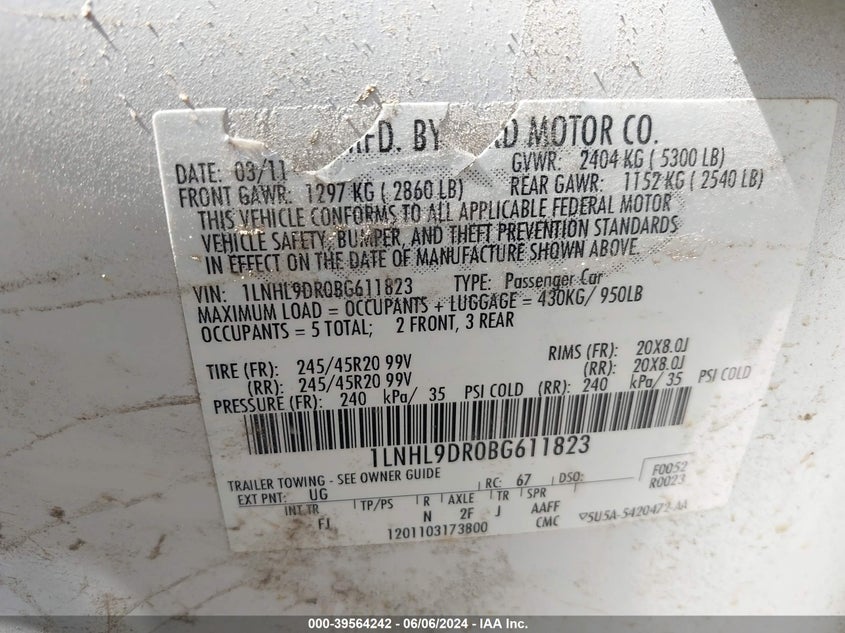 FD. BY RD MOTOR CO.
DATE: 03/11 GVWR: 2404 KG ( 5300 LB)
FRONT GAWR: 1297 KG ( 2860 LB) REAR GAWR: 1152 KG ( 2540 LB)
THIS VEHICLE CONFORMS TO ALL APPLICABLE FEDERAL MOTOR
VEHICLE SAFETY, BUMPER, AND THEFT PREVENTION STANDARDS
IN EFFECT ON THE DATE OF MANUFACTURE SHOWN ABOVE.
VIN: 1LNHL9DR0BG611823 TYPE: Passenger Car
MAXIMUM LOAD = OCCUPANTS + LUGGAGE = 430KG/ 950LB
OCCUPANTS = 5 TOTAL; 2 FRONT, 3 REAR
TIRE (FR): 245/45R20 99V RIMS (FR): 20X8.0J
(RR): 245/45R20 99V (RR): 20X8.0J
PRESSURE (FR): 240 kPa/ 35 PSI COLD (RR): 240 kPa/ 35 PSI COLD
1LNHL9DR0BG611823
TRAILER TOWING - SEE OWNER GUIDE RC: 67 DSO: F0052
EXT PNT: UG R0023
INT TR TP/PS R AXLE TR SPR
FJ N 2F J AAFF
1201103173800 CMC 5U5A-5420472-AA
000-39564242 - 06/06/2024 - IAA Inc.